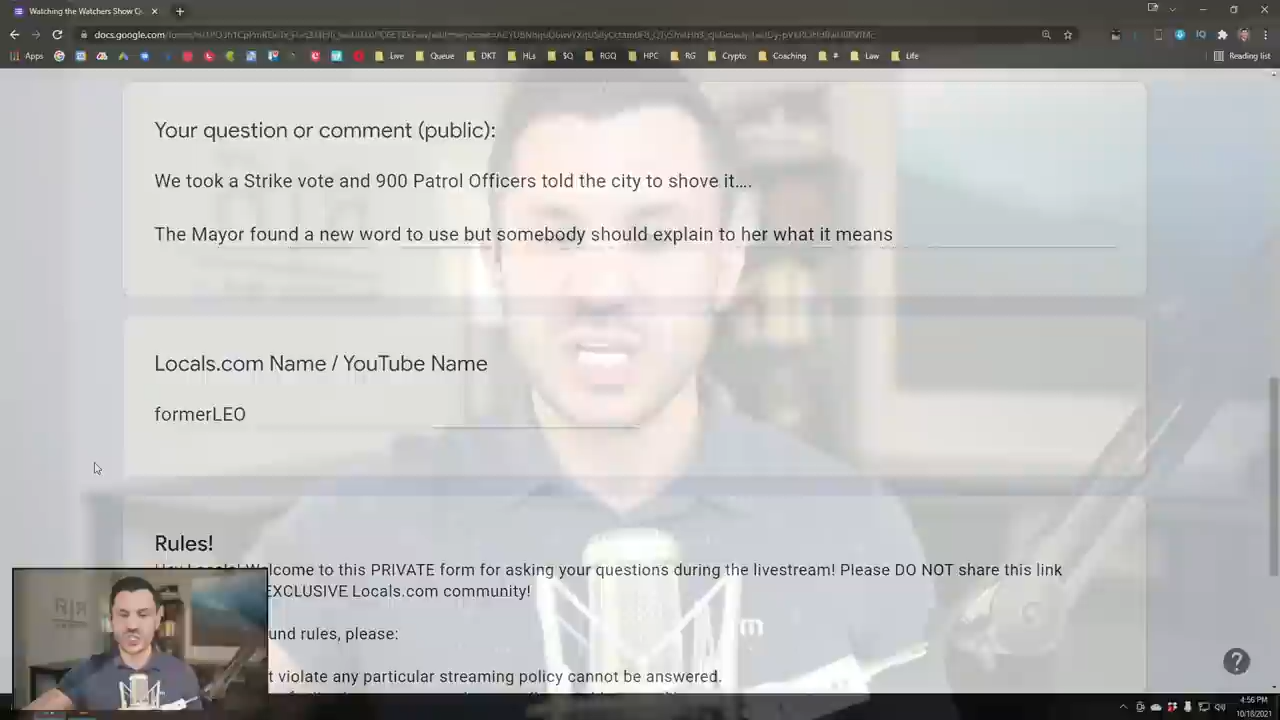 Watching the Watchers Show
Apps
Live
Queue
DKT
HLs
$Q
RGQ
HPC
RG
Crypto
Coaching
#
Law
Life
Reading list
Your question or comment (public):
We took a Strike vote and 900 Patrol Officers told the city to shove it....
The Mayor found a new word to use but somebody should explain to her what it means
Locals.com Name / YouTube Name
formerLEO
Rules!
Welcome to this PRIVATE form for asking your questions during the livestream! Please DO NOT share this link
EXCLUSIVE Locals.com community!
und rules, please:
t violate any particular streaming policy cannot be answered.
4:56 PM
10/18/2021